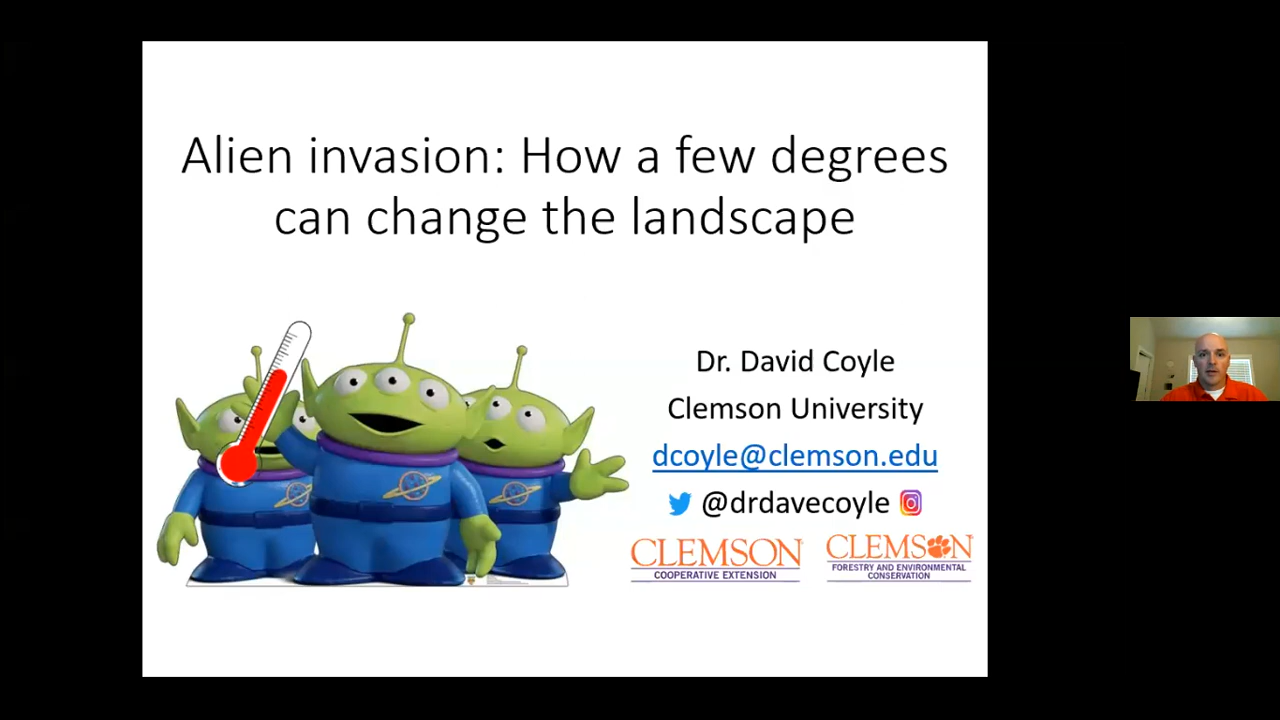 Alien invasion: How a few degrees
can change the landscape
Dr. David Coyle
Clemson University
dcoyle@clemson.edu
@drdavecoyle
CLEMSON
COOPERATIVE EXTENSION
CLEMSON
FORESTRY AND ENVIRONMENTAL
CONSERVATION